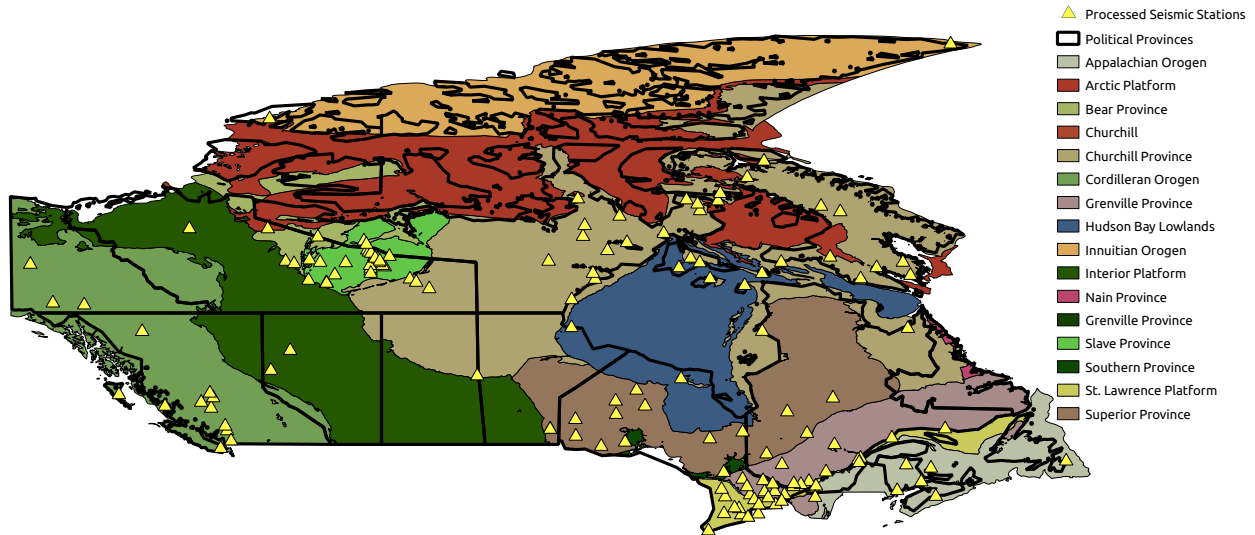 Processed Seismic Stations
Political Provinces
Appalachian Orogen
Arctic Platform
Bear Province
Churchill
Churchill Province
Cordilleran Orogen
Grenville Province
Hudson Bay Lowlands
Innuitian Orogen
Interior Platform
Nain Province
Grenville Province
Slave Province
Southern Province
St. Lawrence Platform
Superior Province